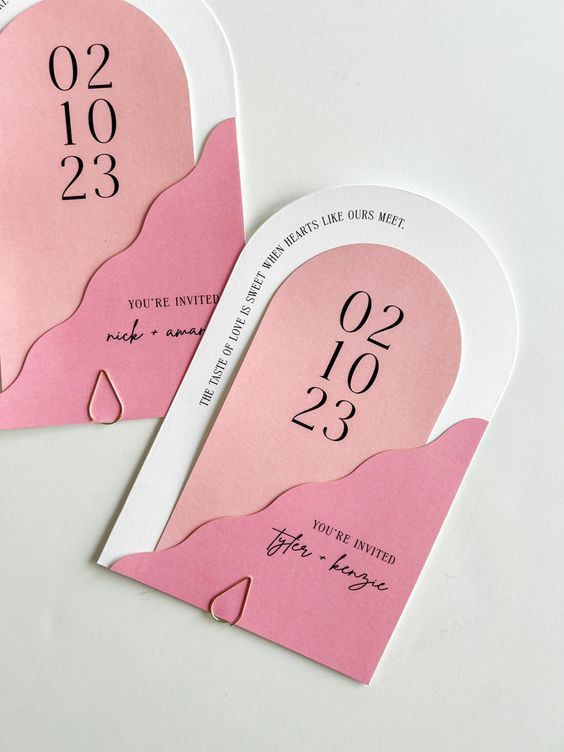 02
10
23
YOU'RE INVITED
nick +
THE TASTE OF LOVE IS SWEET WHEN HEARTS LIKE OURS MEET.
02
10
23
YOU'RE INVITED
tyler + kenzie